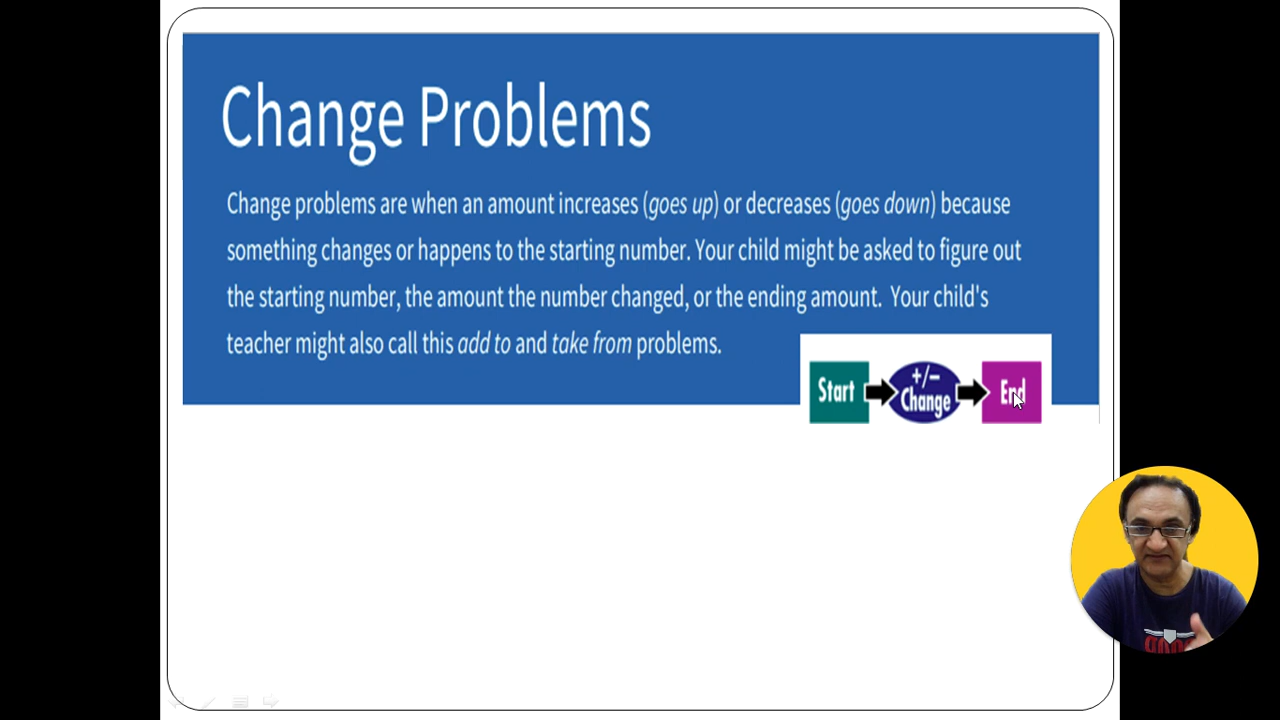 Change Problems
Change problems are when an amount increases (goes up) or decreases (goes down) because
something changes or happens to the starting number. Your child might be asked to figure out
the starting number, the amount the number changed, or the ending amount. Your child's
teacher might also call this add to and take from problems.
Start
+/−
Change
End